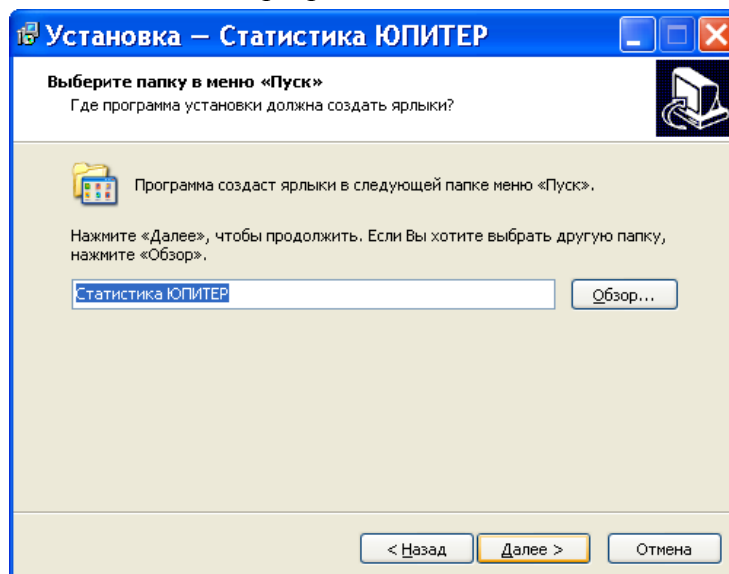 Установка — Статистика ЮПИТЕР
Выберите папку в меню «Пуск»
Где программа установки должна создать ярлыки?
Программа создаст ярлыки в следующей папке меню «Пуск».
Нажмите «Далее», чтобы продолжить. Если Вы хотите выбрать другую папку,
нажмите «Обзор».
Статистика ЮПИТЕР
Обзор...
< Назад
Далее >
Отмена